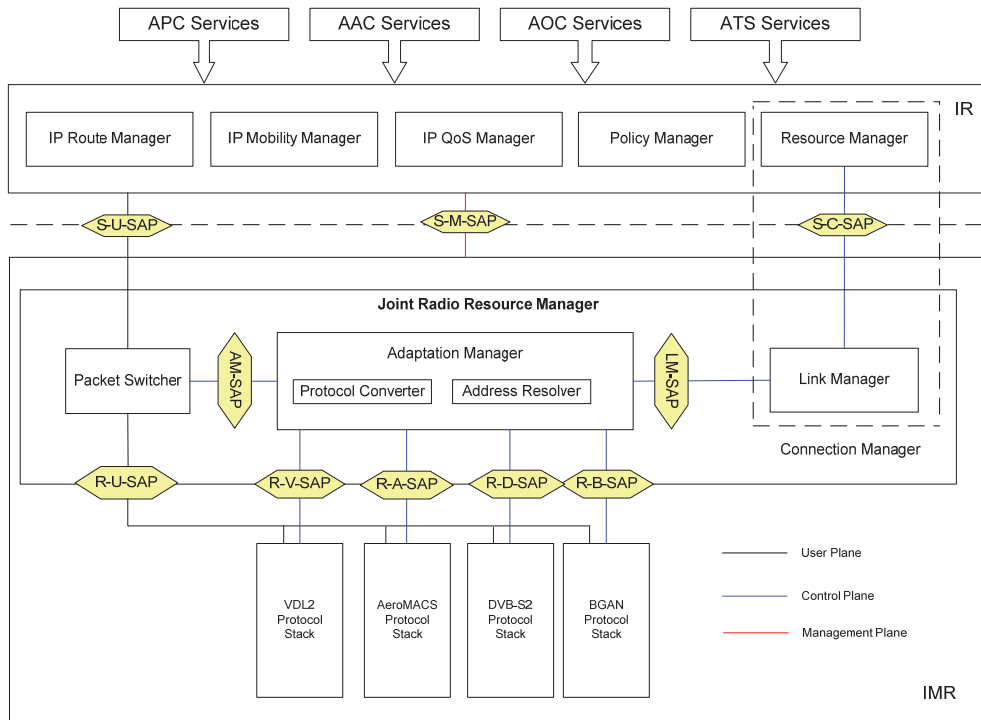 APC Services
AAC Services
AOC Services
ATS Services
IR
IP Route Manager
IP Mobility Manager
IP QoS Manager
Policy Manager
Resource Manager
S-U-SAP
S-M-SAP
S-C-SAP
Joint Radio Resource Manager
Packet Switcher
AM-SAP
Adaptation Manager
Protocol Converter
Address Resolver
LM-SAP
Link Manager
Connection Manager
R-U-SAP
R-V-SAP
R-A-SAP
R-D-SAP
R-B-SAP
VDL2
Protocol
Stack
AeroMACS
Protocol
Stack
DVB-S2
Protocol
Stack
BGAN
Protocol
Stack
User Plane
Control Plane
Management Plane
IMR